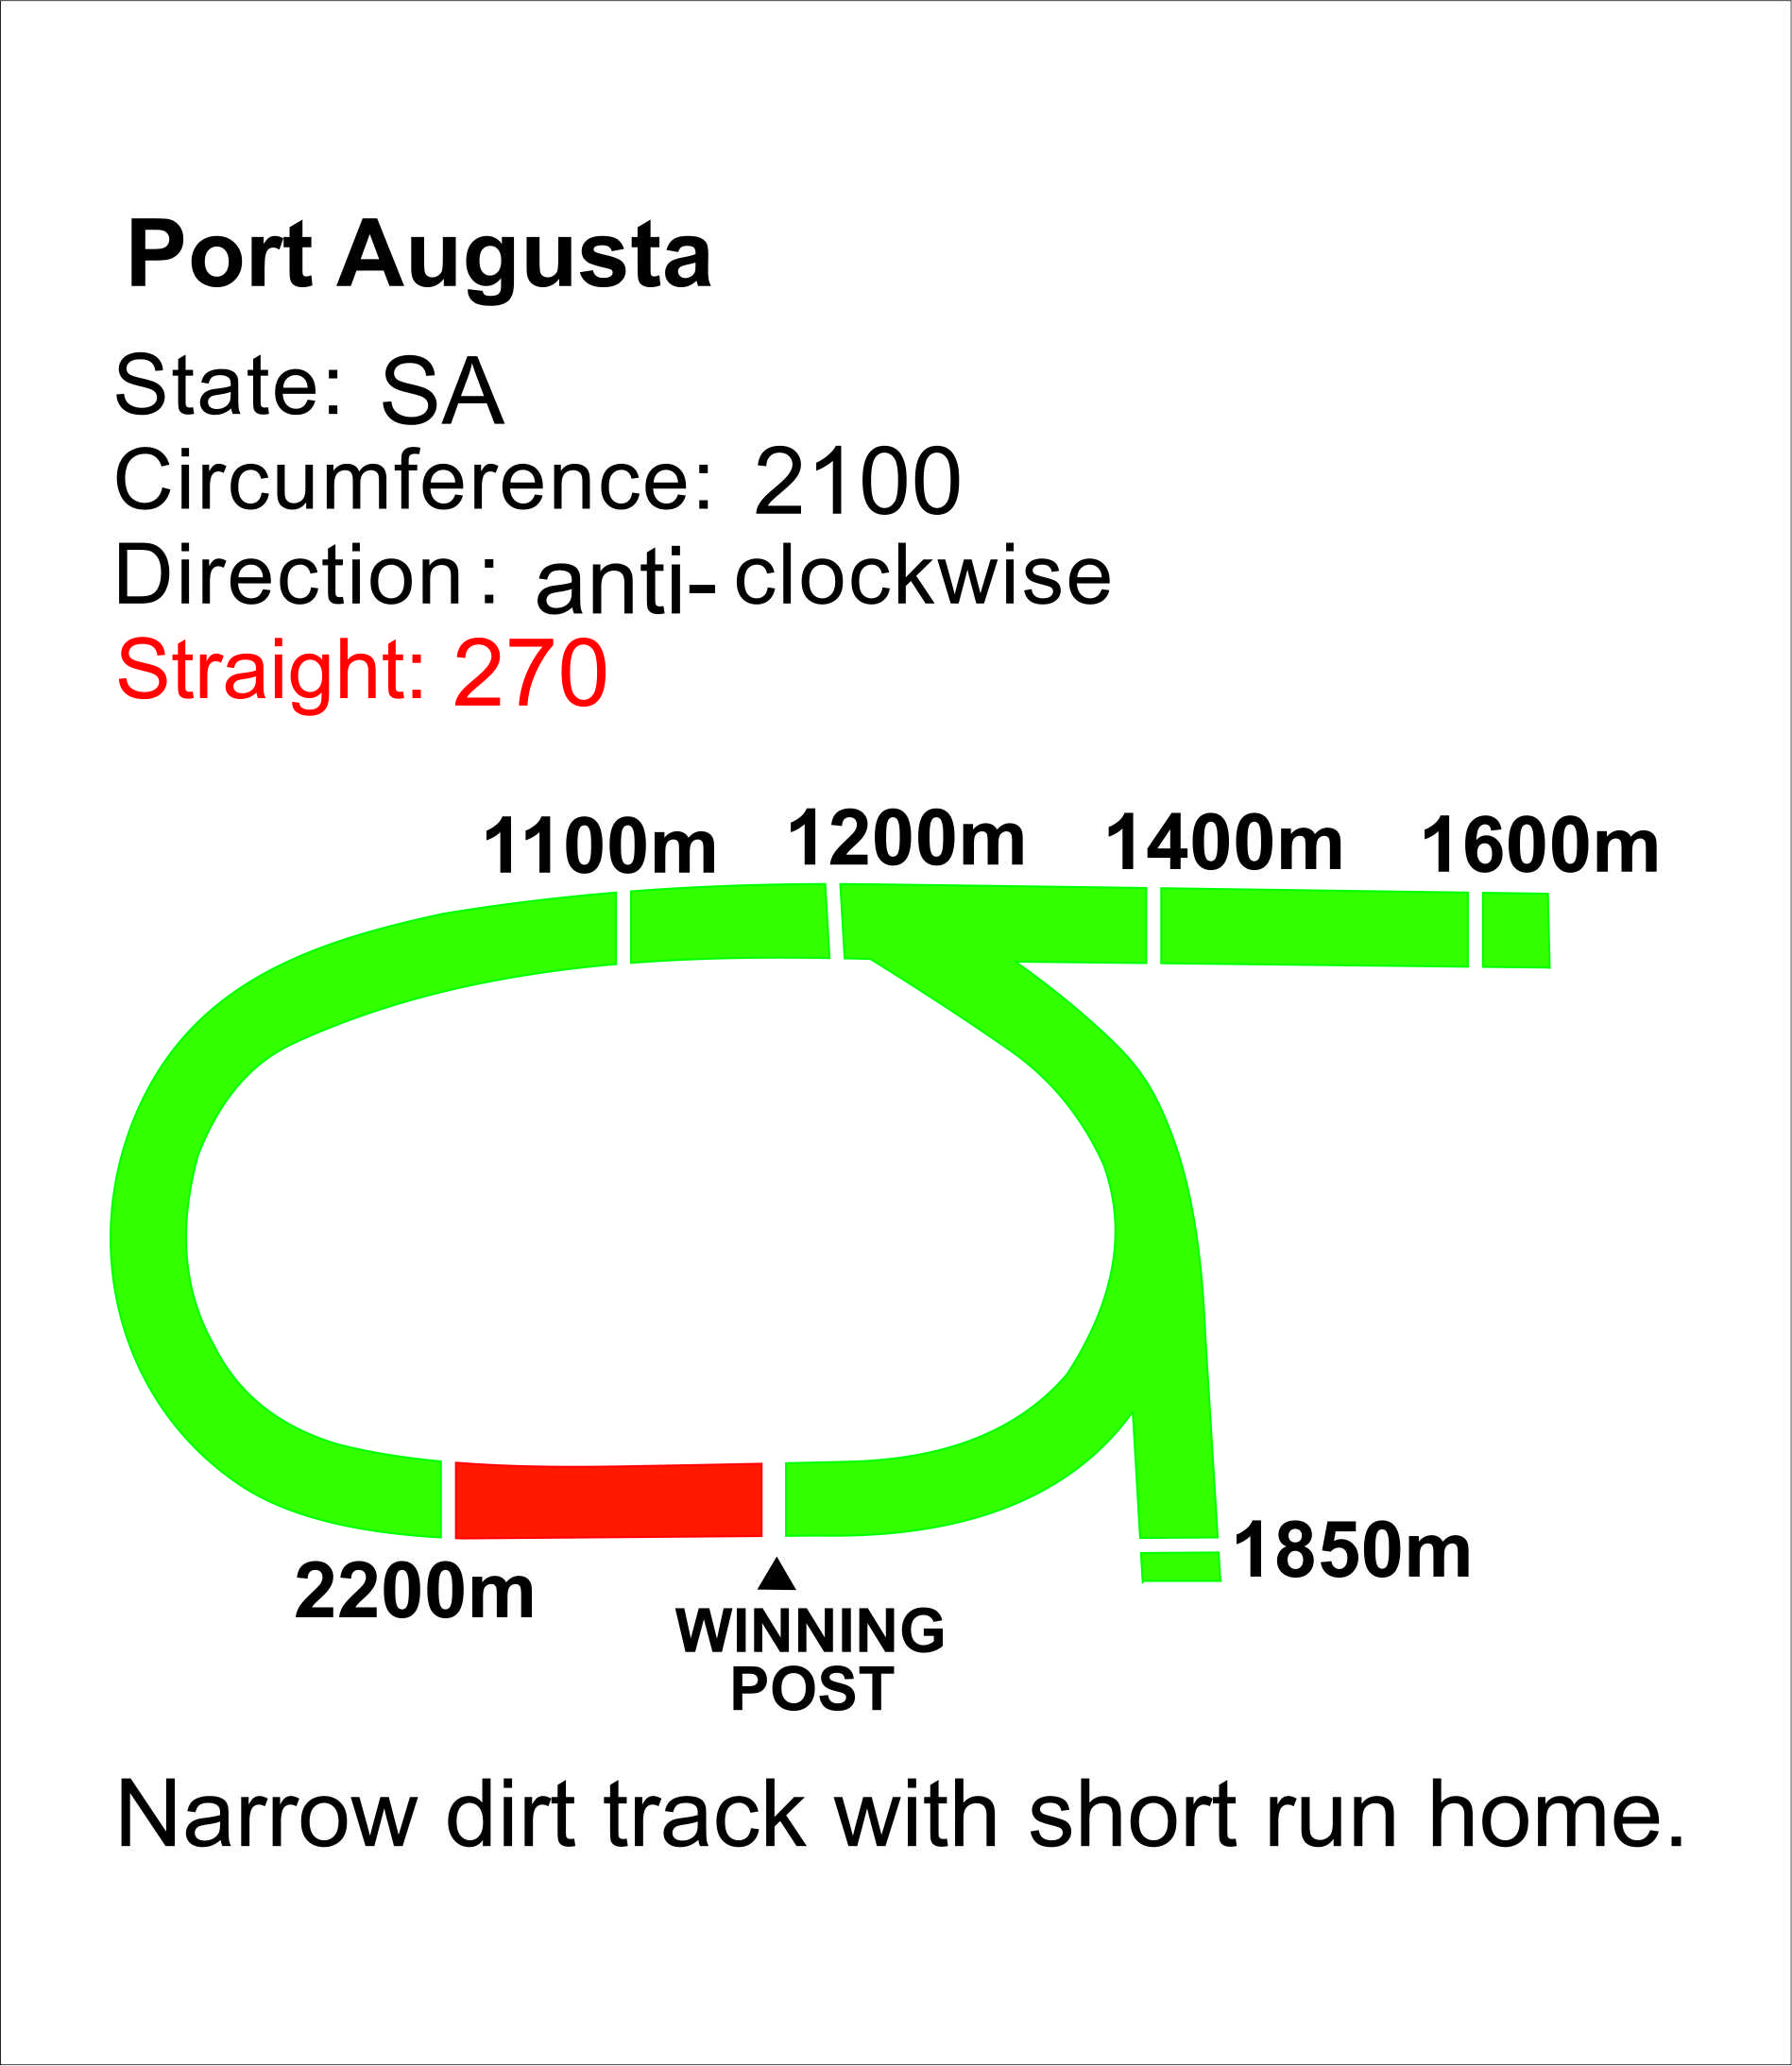 Port Augusta
State: SA
Circumference: 2100
Direction : anti- clockwise
Straight: 270
1100m 1200m 1400m 1600m
1850m
2200m
WINNING
POST
Narrow dirt track with short run home.